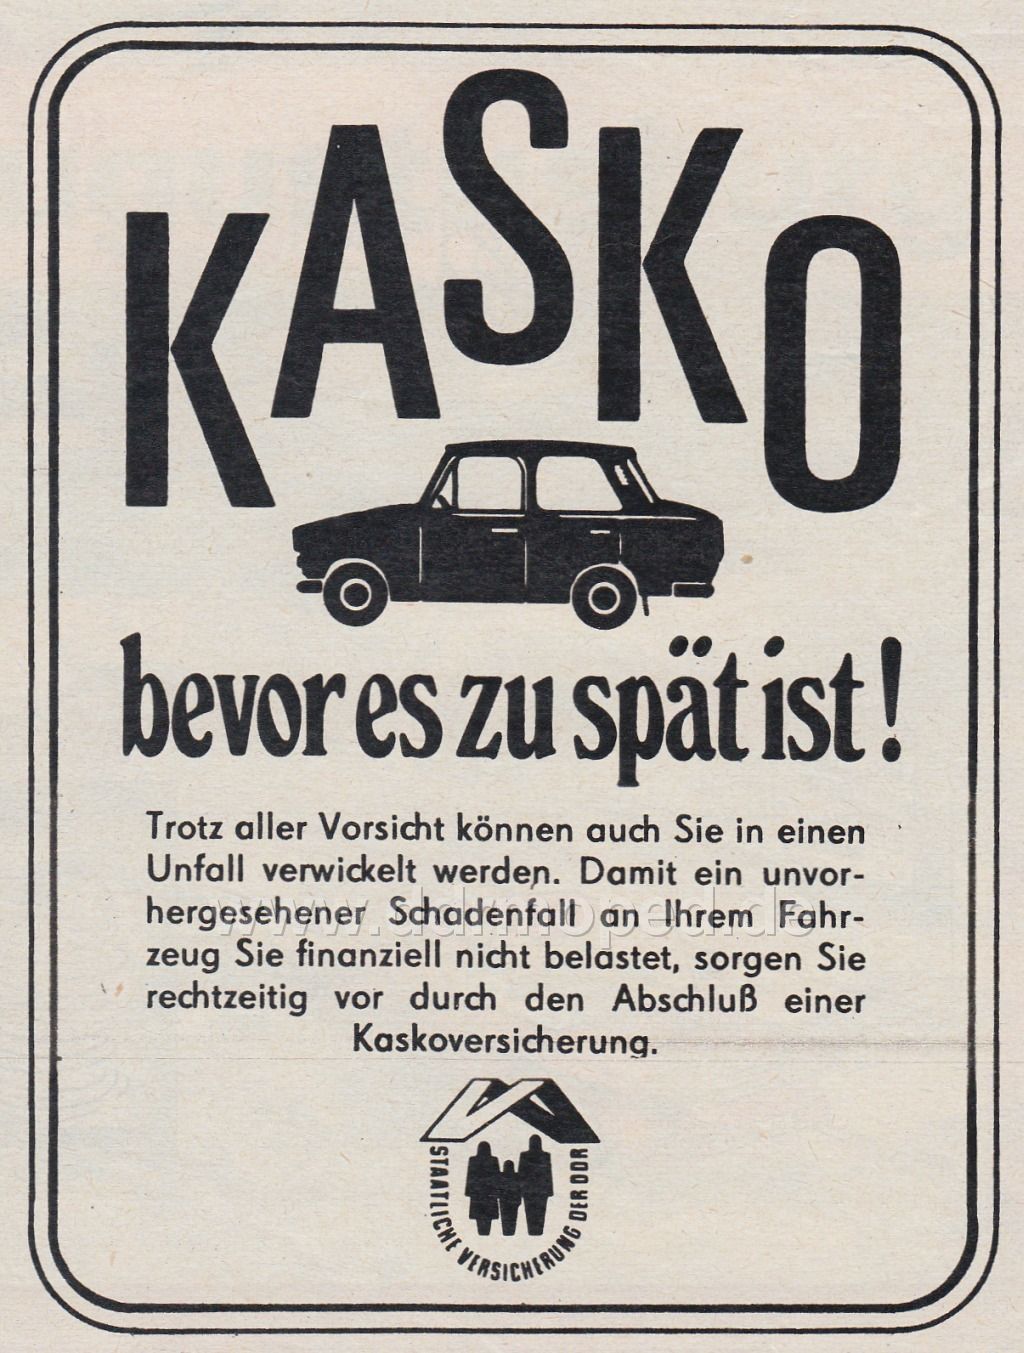 KASKO
bevor es zu spät ist!
Trotz aller Vorsicht können auch Sie in einen
Unfall verwickelt werden. Damit ein unvor-
hergesehener Schadenfall an Ihrem Fahr-
zeug Sie finanziell nicht belastet, sorgen Sie
rechtzeitig vor durch den Abschluß einer
Kaskoversicherung.
www.ddrmoped.de
STAATLICHE VERSICHERUNG DER DDR